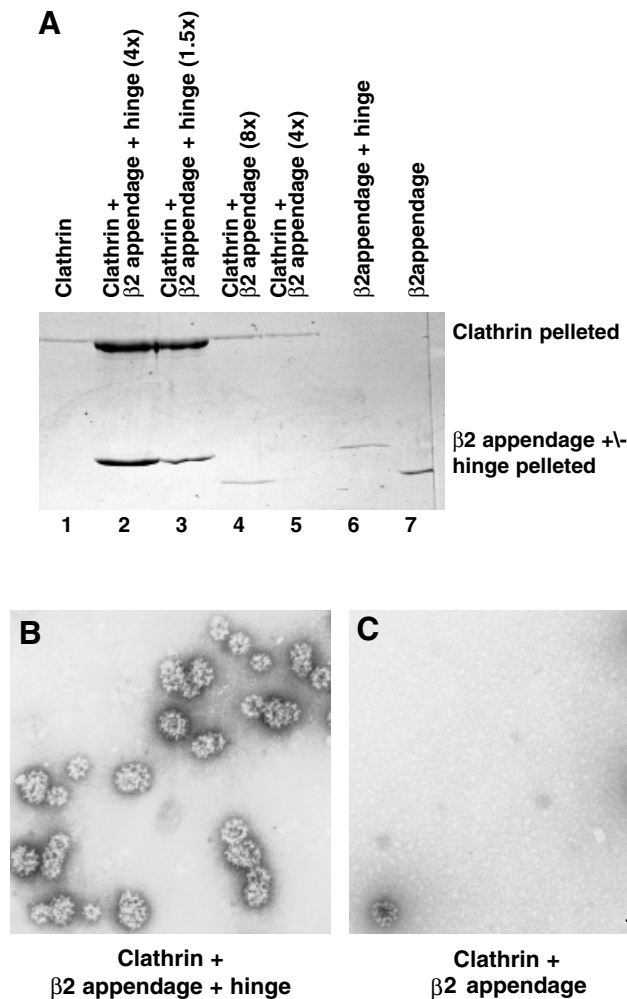 A
Clathrin
Clathrin +
β2 appendage + hinge (4x)
Clathrin +
β2 appendage + hinge (1.5x)
Clathrin +
β2 appendage (8x)
Clathrin +
β2 appendage (4x)
β2appendage + hinge
β2appendage
Clathrin pelleted
β2 appendage +\-
hinge pelleted
1 2 3 4 5 6 7
B
C
Clathrin +
β2 appendage + hinge
Clathrin +
β2 appendage